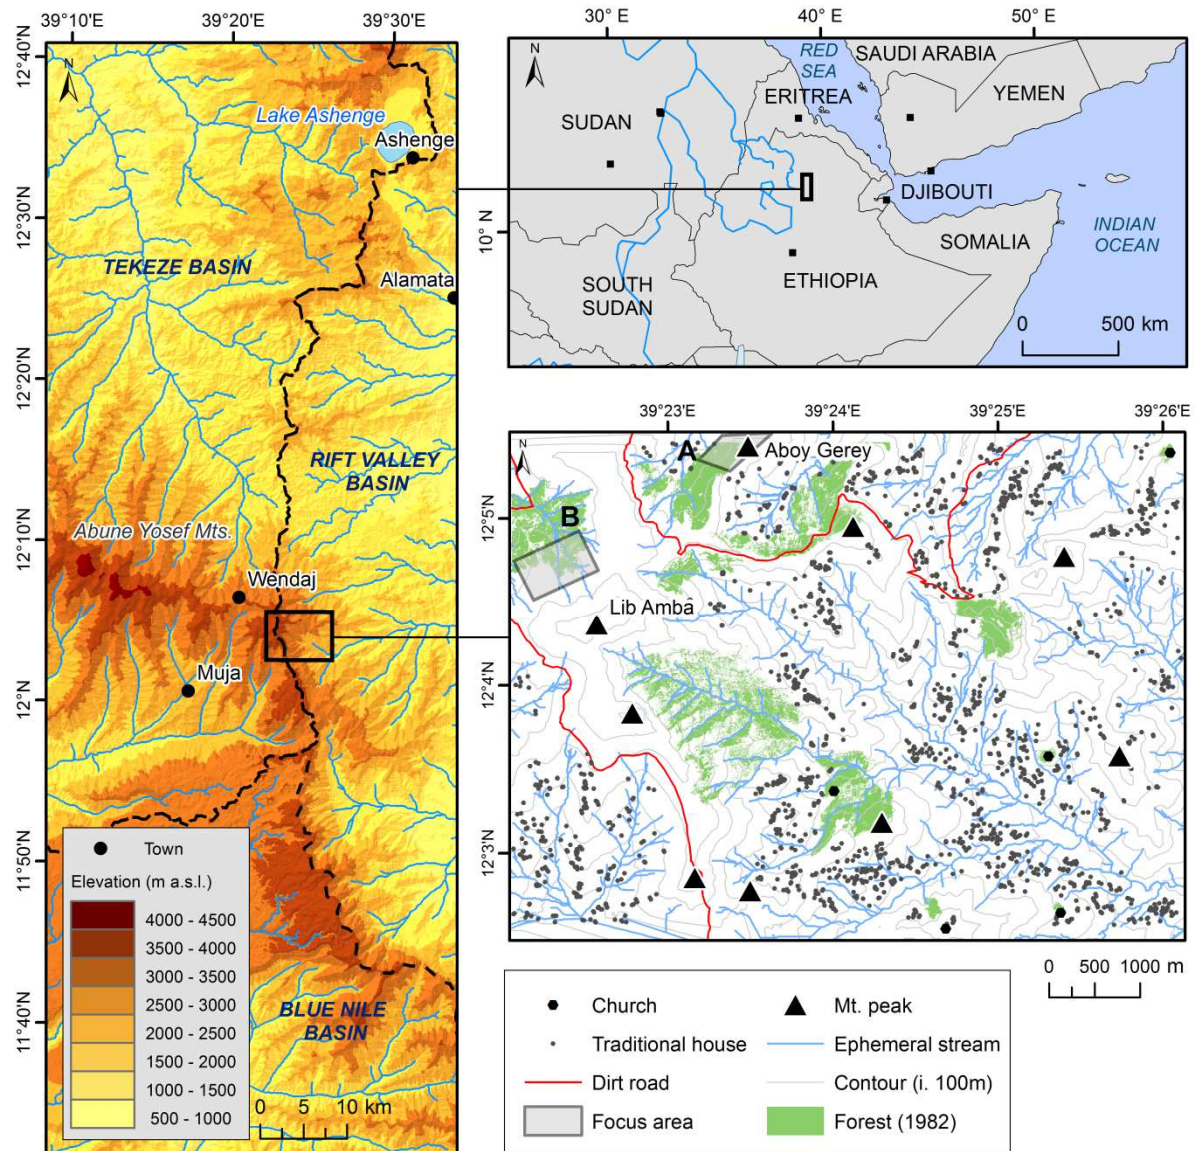 39°10'E
39°20'E
39°30'E
12°40'N
12°30'N
12°20'N
12°10'N
12°N
11°50'N
11°40'N
N
Lake Ashenge
Ashenge
TEKEZE BASIN
Alamata
RIFT VALLEY
BASIN
Abune Yosef Mts.
Wendaj
Muja
BLUE NILE
BASIN
Town
Elevation (m a.s.l.)
4000 - 4500
3500 - 4000
3000 - 3500
2500 - 3000
2000 - 2500
1500 - 2000
1000 - 1500
500 - 1000
0 5 10 km
30° E
40° E
50° E
10° N
N
RED
SEA
SAUDI ARABIA
ERITREA
YEMEN
SUDAN
DJIBOUTI
INDIAN
OCEAN
SOMALIA
ETHIOPIA
SOUTH
SUDAN
0 500 km
39°23'E
39°24'E
39°25'E
39°26'E
12°5'N
12°4'N
12°3'N
N
A
Aboy Gerey
B
Lib Amba
0 500 1000 m
Church
Mt. peak
Traditional house
Ephemeral stream
Dirt road
Contour (i. 100m)
Focus area
Forest (1982)